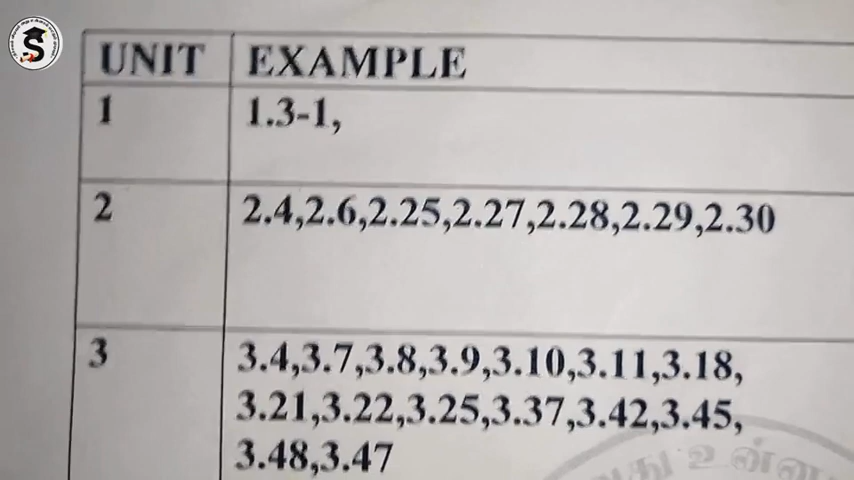 UNIT EXAMPLE
1 1.3-1,
2 2.4,2.6,2.25,2.27,2.28,2.29,2.30
3 3.4,3.7,3.8,3.9,3.10,3.11,3.18,
3.21,3.22,3.25,3.37,3.42,3.45,
3.48,3.47
S